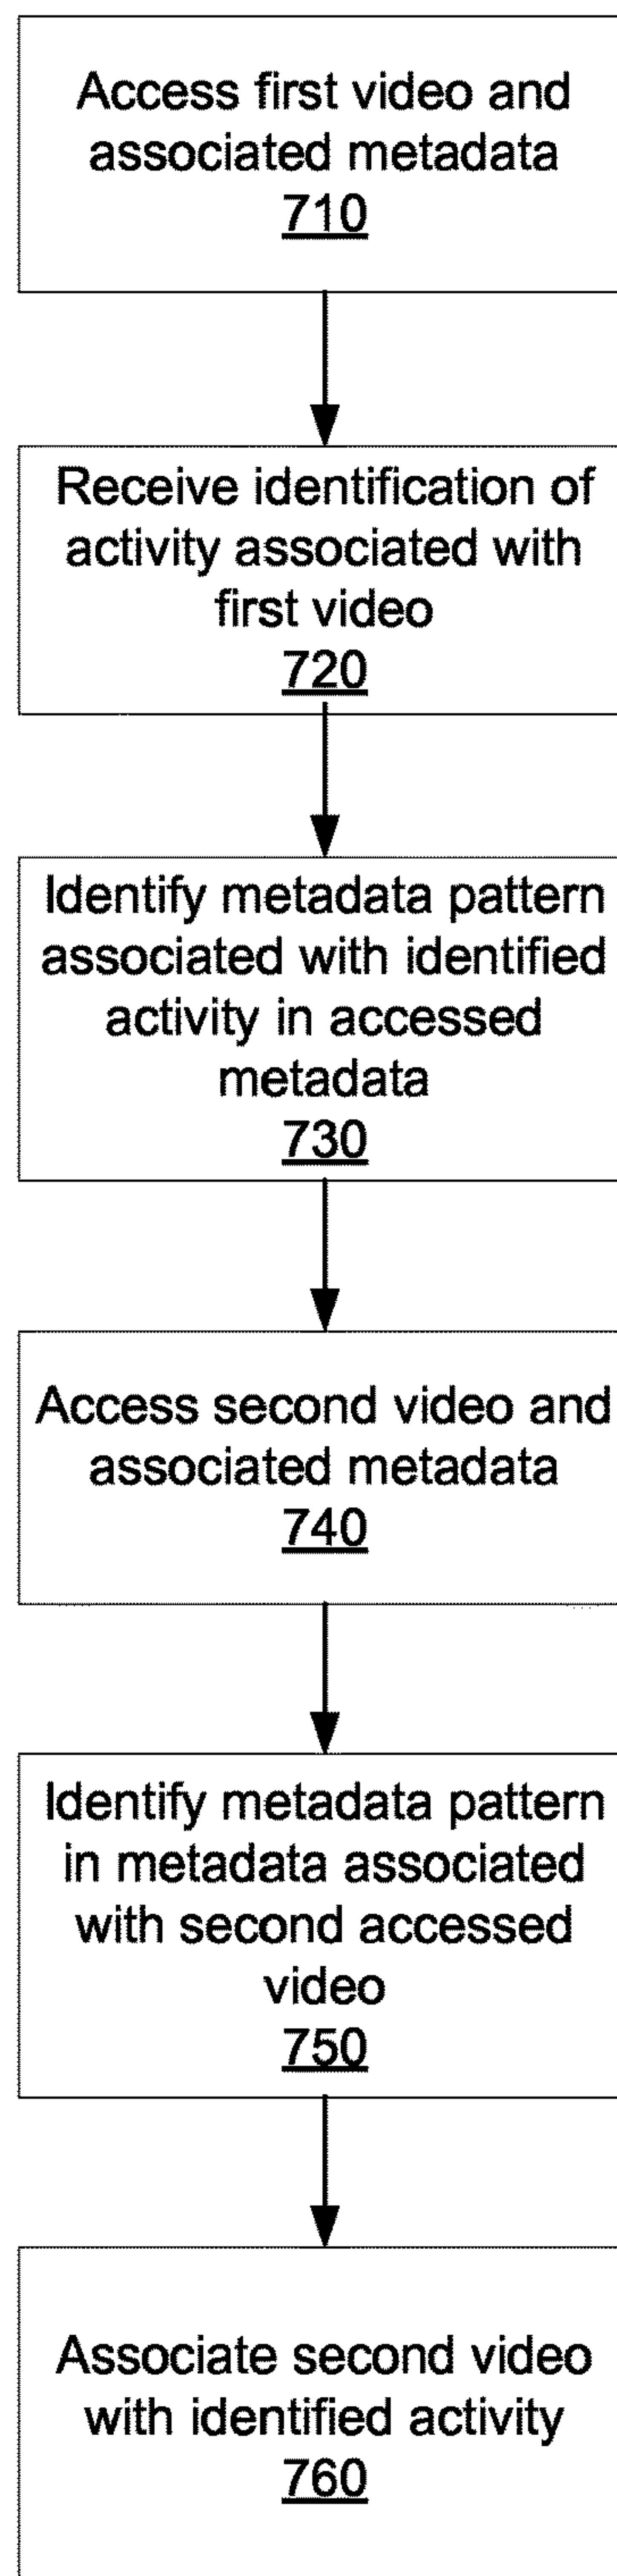 Access first video and
associated metadata
710
Receive identification of
activity associated with
first video
720
Identify metadata pattern
associated with identified
activity in accessed
metadata
730
Access second video and
associated metadata
740
Identify metadata pattern
in metadata associated
with second accessed
video
750
Associate second video
with identified activity
760